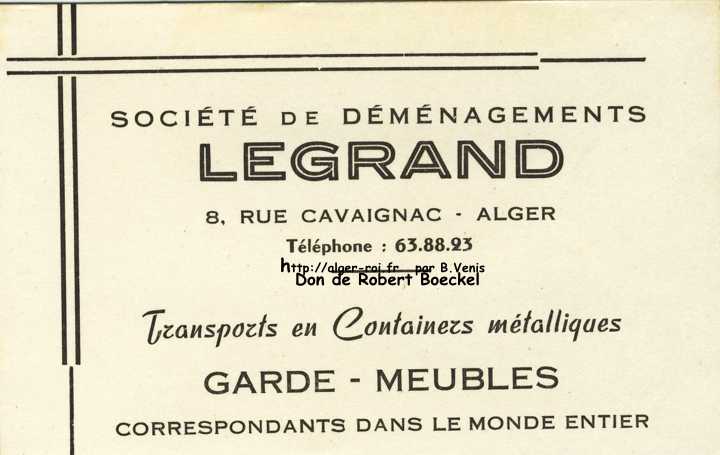 SOCIÉTÉ DE DÉMÉNAGEMENTS
LEGRAND
8, RUE CAVAIGNAC - ALGER
Téléphone : 63.88.23
http://alger-roi.fr par B.Venis
Don de Robert Boeckel
Transports en Containers métalliques
GARDE - MEUBLES
CORRESPONDANTS DANS LE MONDE ENTIER